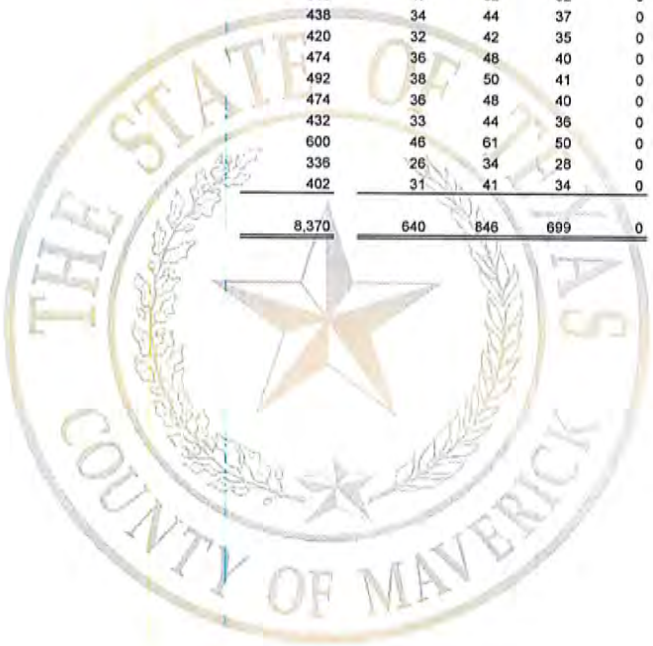 438 34 44 37 0
420 32 42 35 0
474 36 48 40 0
492 38 50 41 0
474 36 48 40 0
432 33 44 36 0
600 46 61 50 0
336 26 34 28 0
402 31 41 34 0
8,370 640 846 699 0
THE STATE OF TEXAS
COUNTY OF MAVERICK